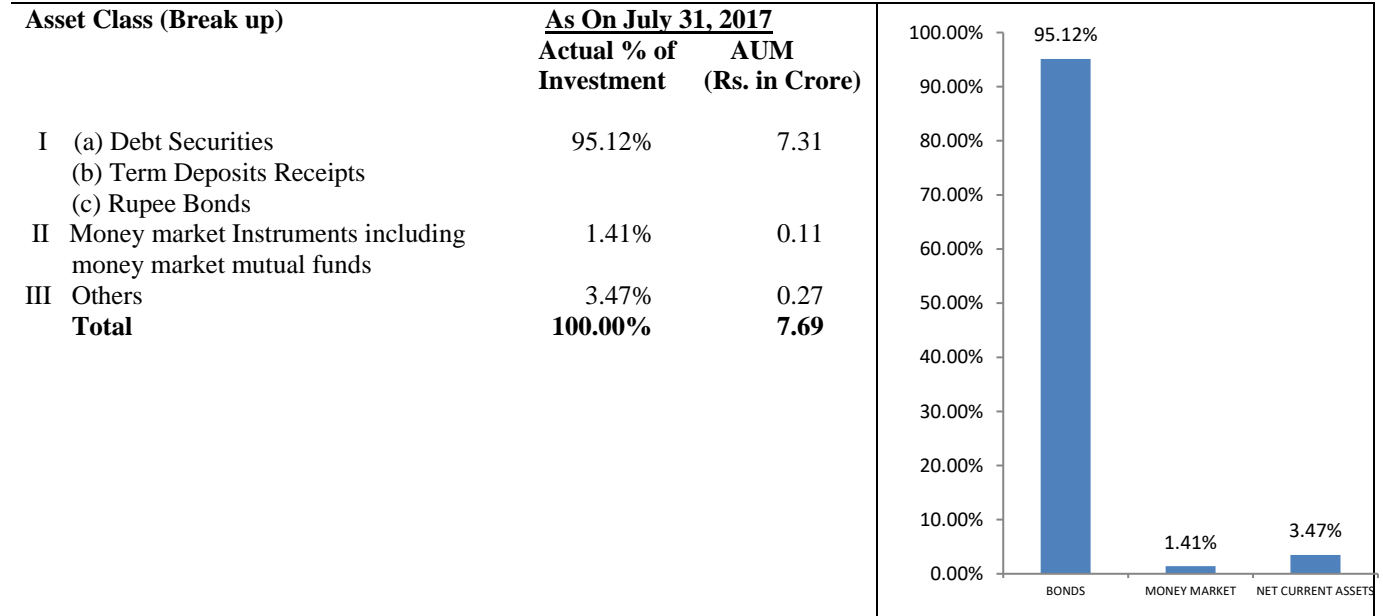 Asset Class (Break up) As On July 31, 2017
Actual % of AUM
Investment (Rs. in Crore)
I (a) Debt Securities 95.12% 7.31
(b) Term Deposits Receipts
(c) Rupee Bonds
II Money market Instruments including 1.41% 0.11
money market mutual funds
III Others 3.47% 0.27
Total 100.00% 7.69
100.00%
90.00%
80.00%
70.00%
60.00%
50.00%
40.00%
30.00%
20.00%
10.00%
0.00%
95.12%
1.41%
3.47%
BONDS MONEY MARKET NET CURRENT ASSETS